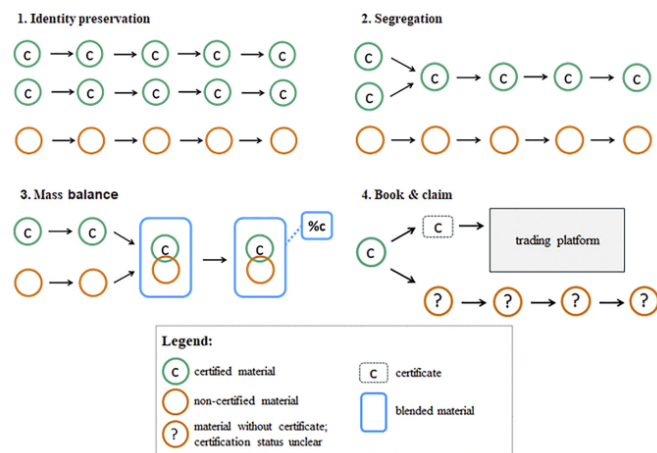 1. Identity preservation
C C C C C
C C C C C
2. Segregation
C
C
C C C C
3. Mass balance
C C
C C
%c
4. Book & claim
C
C
trading platform
? ? ? ?
Legend:
C certified material
non-certified material
? material without certificate;
certification status unclear
C certificate
blended material